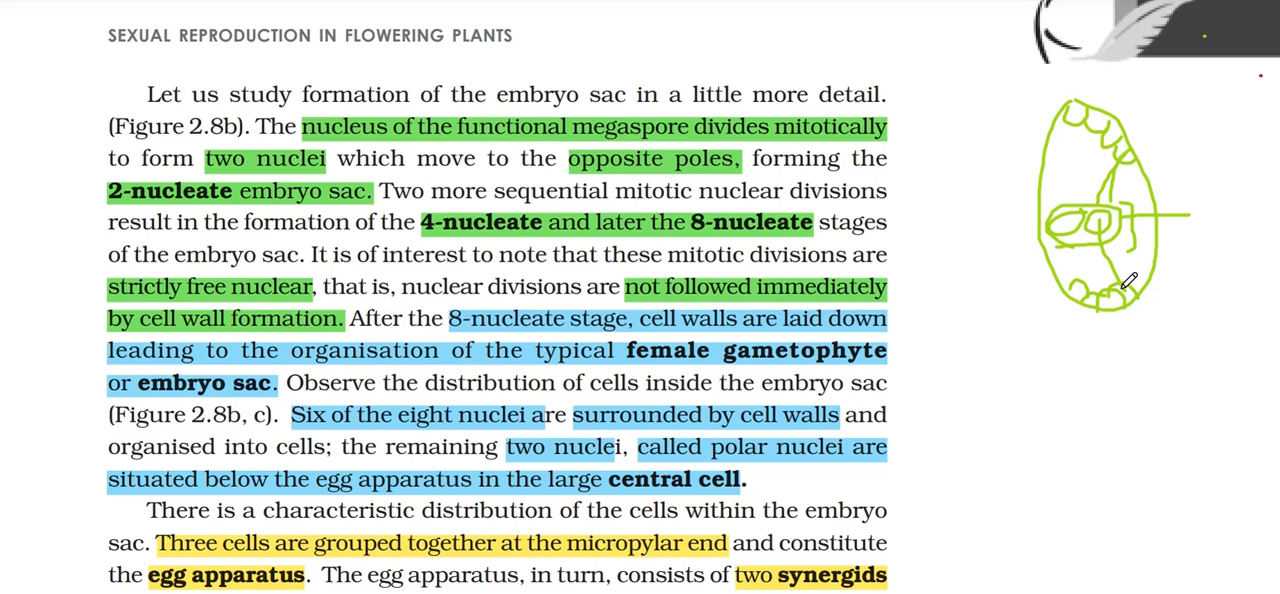 SEXUAL REPRODUCTION IN FLOWERING PLANTS
Let us study formation of the embryo sac in a little more detail.
(Figure 2.8b). The nucleus of the functional megaspore divides mitotically
to form two nuclei which move to the opposite poles, forming the
2-nucleate embryo sac. Two more sequential mitotic nuclear divisions
result in the formation of the 4-nucleate and later the 8-nucleate stages
of the embryo sac. It is of interest to note that these mitotic divisions are
strictly free nuclear, that is, nuclear divisions are not followed immediately
by cell wall formation. After the 8-nucleate stage, cell walls are laid down
leading to the organisation of the typical female gametophyte
or embryo sac. Observe the distribution of cells inside the embryo sac
(Figure 2.8b, c). Six of the eight nuclei are surrounded by cell walls and
organised into cells; the remaining two nuclei, called polar nuclei are
situated below the egg apparatus in the large central cell.
There is a characteristic distribution of the cells within the embryo
sac. Three cells are grouped together at the micropylar end and constitute
the egg apparatus. The egg apparatus, in turn, consists of two synergids